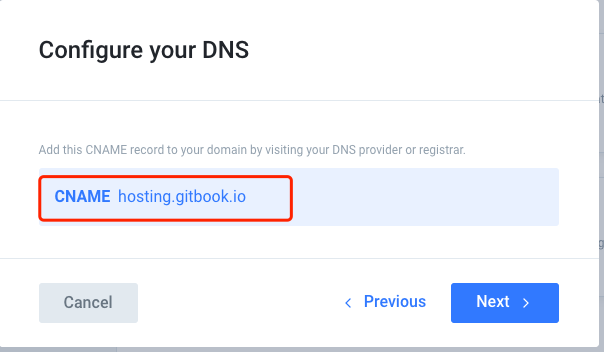 Configure your DNS
Add this CNAME record to your domain by visiting your DNS provider or registrar.
CNAME hosting.gitbook.io
Cancel
Previous
Next